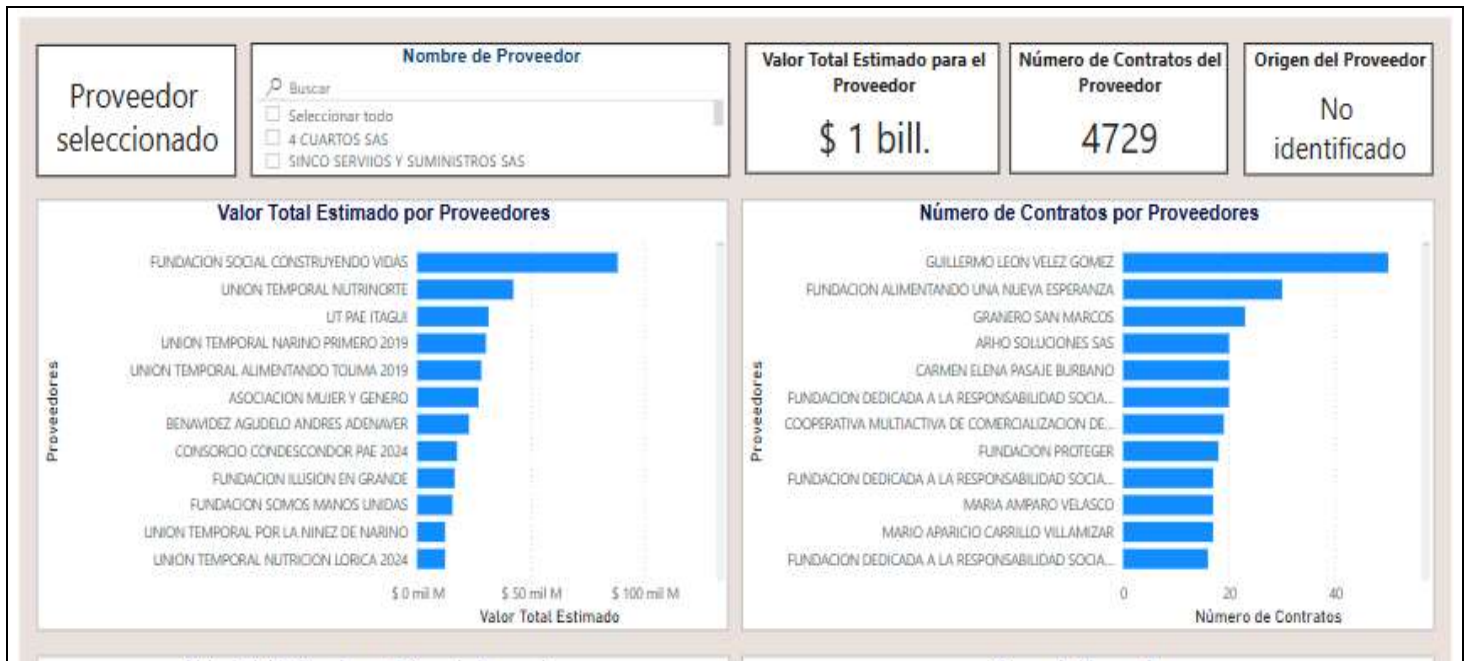 Proveedor
seleccionado
Nombre de Proveedor
Buscar
Seleccionar todo
4 CUARTOS SAS
SINCO SERVIIOS Y SUMINISTROS SAS
Valor Total Estimado para el
Proveedor
$ 1 bill.
Número de Contratos del
Proveedor
4729
Origen del Proveedor
No
identificado
Valor Total Estimado por Proveedores
Proveedores
FUNDACION SOCIAL CONSTRUYENDO VIDAS
UNION TEMPORAL NUTRINORTE
UT PAE ITAGUI
UNION TEMPORAL NARINO PRIMERO 2019
UNION TEMPORAL ALIMENTANDO TOLIMA 2019
ASOCIACION MUJER Y GENERO
BENAVIDEZ AGUDELO ANDRES ADENAVER
CONSORCIO CONDESCONDOR PAE 2024
FUNDACION ILUSION EN GRANDE
FUNDACION SOMOS MANOS UNIDAS
UNION TEMPORAL POR LA NINEZ DE NARINO
UNION TEMPORAL NUTRICION LORICA 2024
$ 0 mil M $ 50 mil M $ 100 mil M
Valor Total Estimado
Número de Contratos por Proveedores
Proveedores
GUILLERMO LEON VELEZ GOMEZ
FUNDACION ALIMENTANDO UNA NUEVA ESPERANZA
GRANERO SAN MARCOS
ARHO SOLUCIONES SAS
CARMEN ELENA PASAJE BURBANO
FUNDACION DEDICADA A LA RESPONSABILIDAD SOCIA...
COOPERATIVA MULTIACTIVA DE COMERCIALIZACION DE...
FUNDACION PROTEGER
FUNDACION DEDICADA A LA RESPONSABILIDAD SOCIA...
MARIA AMPARO VELASCO
MARIO APARICIO CARRILLO VILLAMIZAR
FUNDACION DEDICADA A LA RESPONSABILIDAD SOCIA...
0 20 40
Número de Contratos